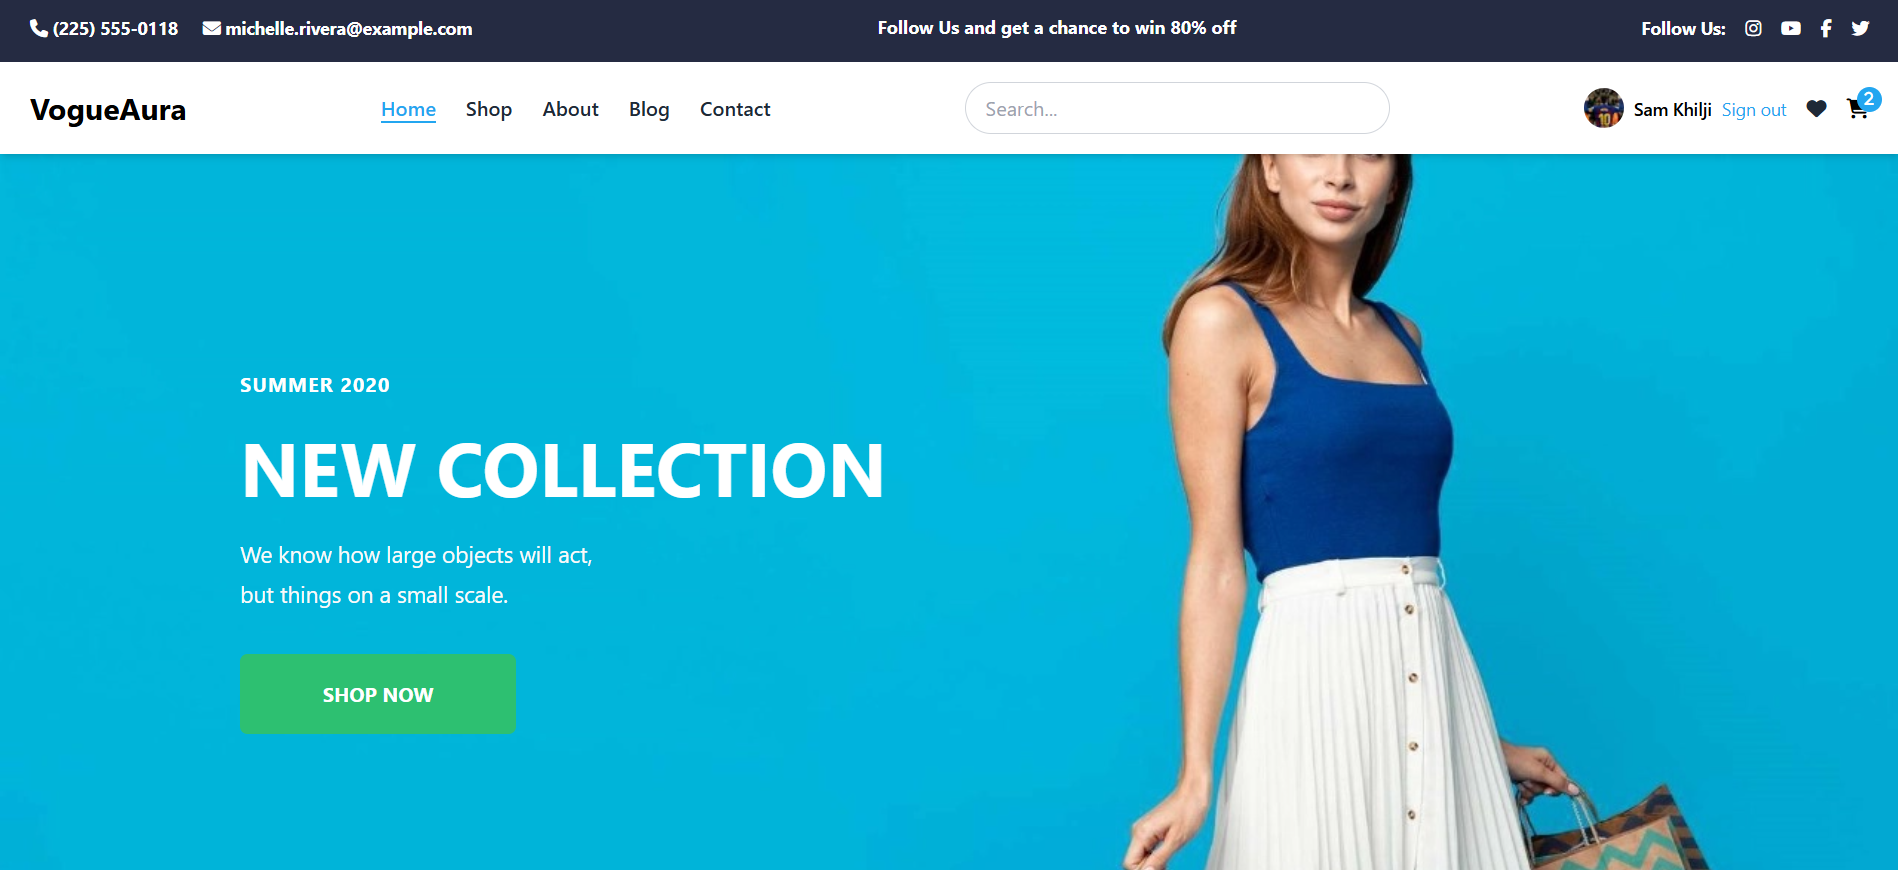 (225) 555-0118 michelle.rivera@example.com Follow Us and get a chance to win 80% off Follow Us:
VogueAura Home Shop About Blog Contact Search... Sam Khilji Sign out 2
10
SUMMER 2020
NEW COLLECTION
We know how large objects will act,
but things on a small scale.
SHOP NOW